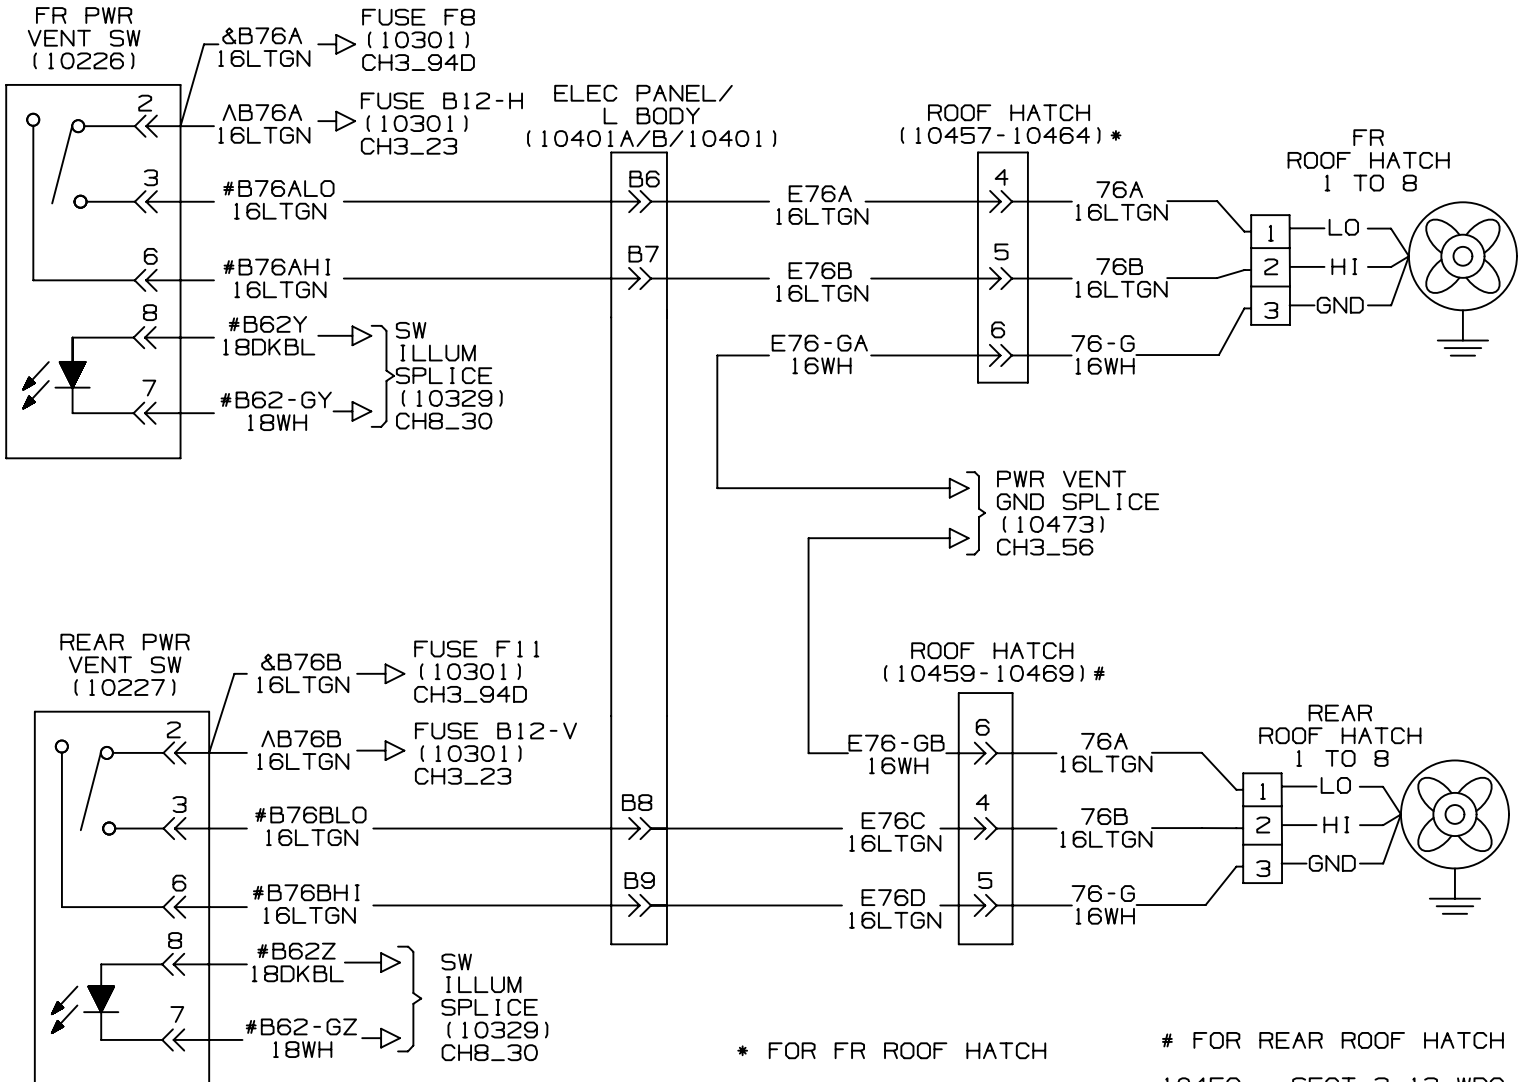 FR PWR
VENT SW
(10226)
&B76A
16LTGN
FUSE F8
(10301)
CH3_94D
2
ΛB76A
16LTGN
FUSE B12-H
(10301)
CH3_23
3
#B76ALO
16LTGN
6
#B76AHI
16LTGN
8
#B62Y
18DKBL
7
#B62-GY
18WH
SW
ILLUM
SPLICE
(10329)
CH8_30
ELEC PANEL/
L BODY
(10401A/B/10401)
B6
B7
E76A
16LTGN
E76B
16LTGN
E76-GA
16WH
ROOF HATCH
(10457-10464)*
4
5
6
76A
16LTGN
76B
16LTGN
76-G
16WH
FR
ROOF HATCH
1 TO 8
1
LO
2
HI
3
GND
PWR VENT
GND SPLICE
(10473)
CH3_56
REAR PWR
VENT SW
(10227)
&B76B
16LTGN
FUSE F11
(10301)
CH3_94D
2
ΛB76B
16LTGN
FUSE B12-V
(10301)
CH3_23
3
#B76BLO
16LTGN
6
#B76BHI
16LTGN
8
#B62Z
18DKBL
7
#B62-GZ
18WH
SW
ILLUM
SPLICE
(10329)
CH8_30
B8
B9
E76-GB
16WH
E76C
16LTGN
E76D
16LTGN
ROOF HATCH
(10459-10469)#
6
4
5
76A
16LTGN
76B
16LTGN
76-G
16WH
REAR
ROOF HATCH
1 TO 8
1
LO
2
HI
3
GND
* FOR FR ROOF HATCH
# FOR REAR ROOF HATCH